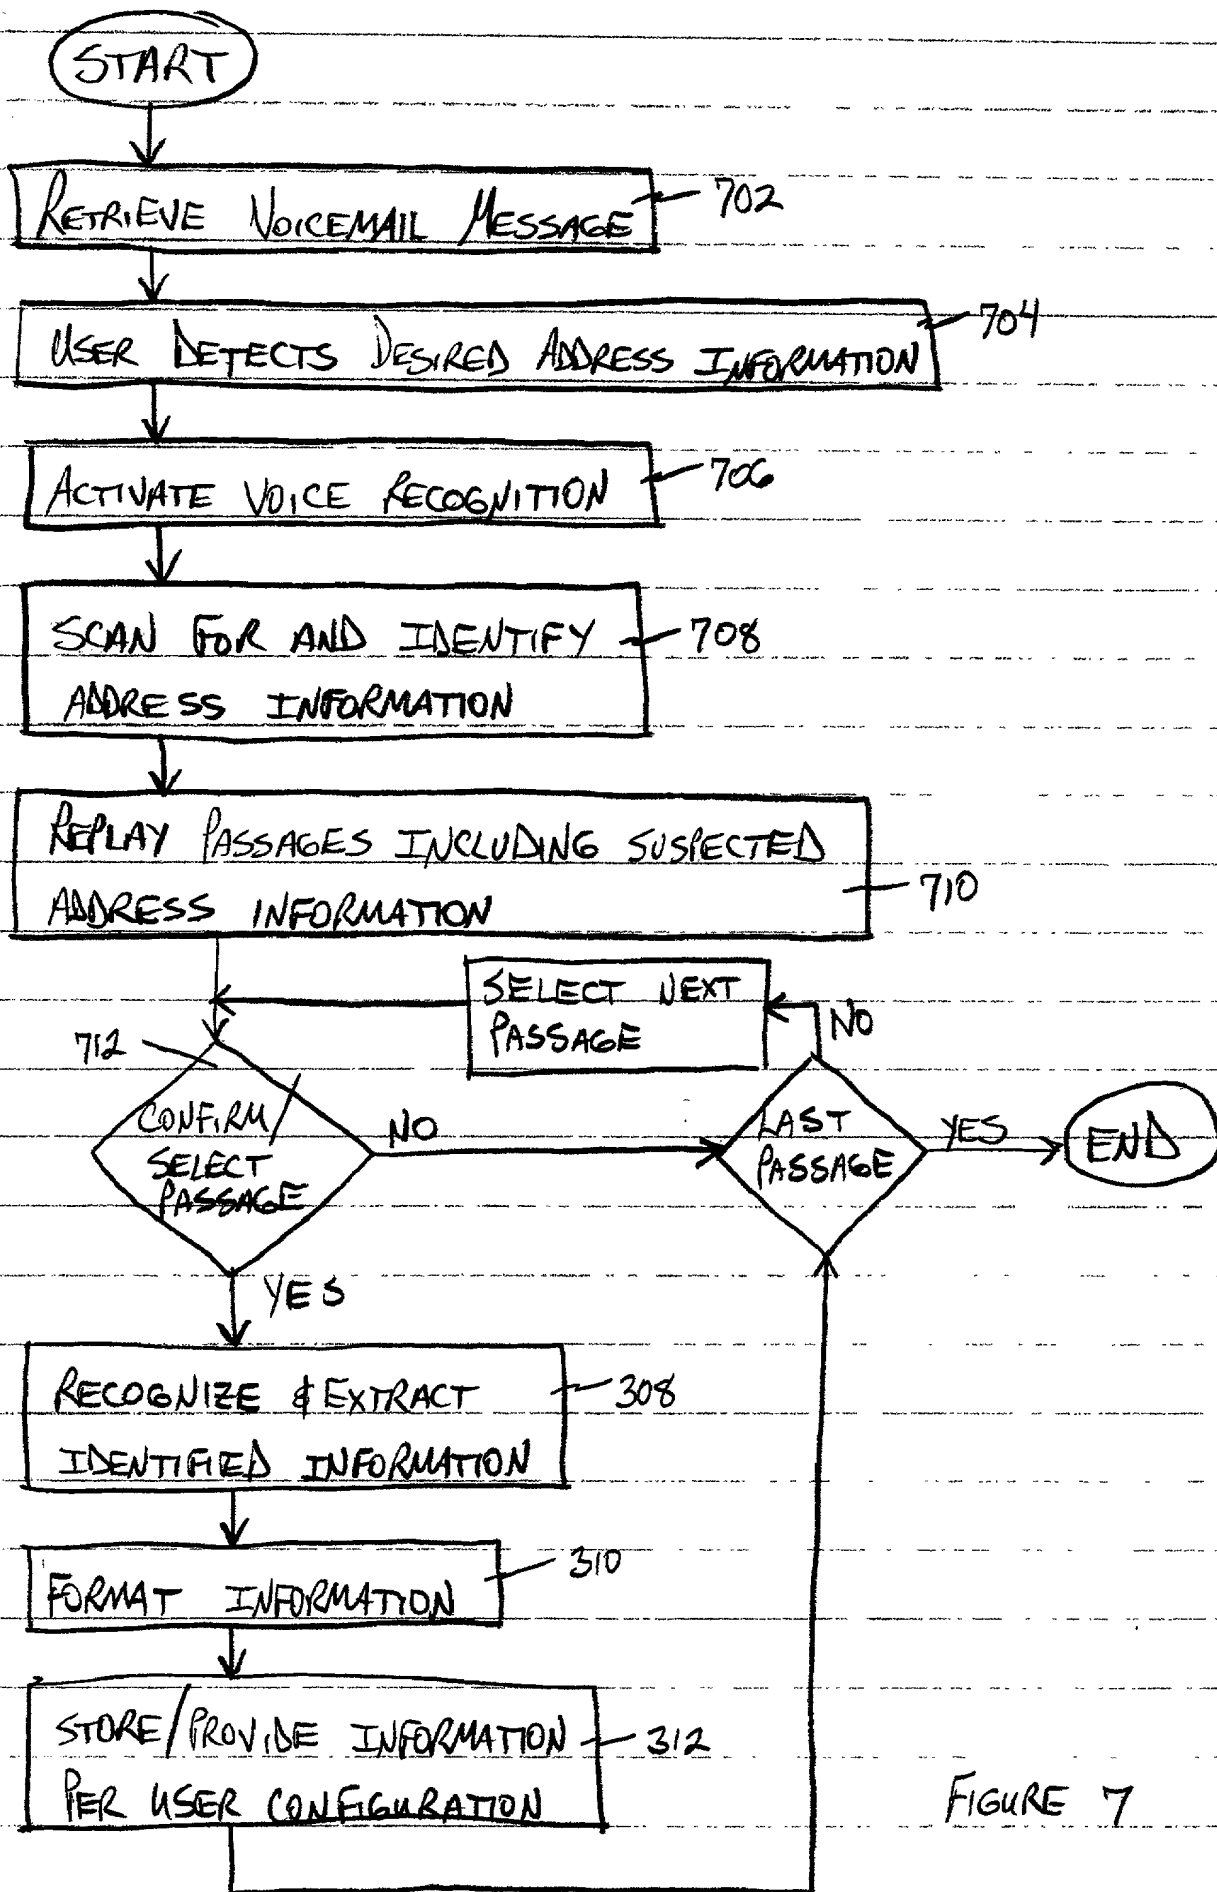 START
RETRIEVE VOICEMAIL MESSAGE
702
USER DETECTS DESIRED ADDRESS INFORMATION
704
ACTIVATE VOICE RECOGNITION
706
SCAN FOR AND IDENTIFY
ADDRESS INFORMATION
708
REPLAY PASSAGES INCLUDING SUSPECTED
ADDRESS INFORMATION
710
SELECT NEXT
PASSAGE
NO
712
CONFIRM/
SELECT
PASSAGE
NO
LAST
PASSAGE
YES
END
YES
RECOGNIZE & EXTRACT
IDENTIFIED INFORMATION
308
FORMAT INFORMATION
310
STORE/PROVIDE INFORMATION
PER USER CONFIGURATION
312
FIGURE 7